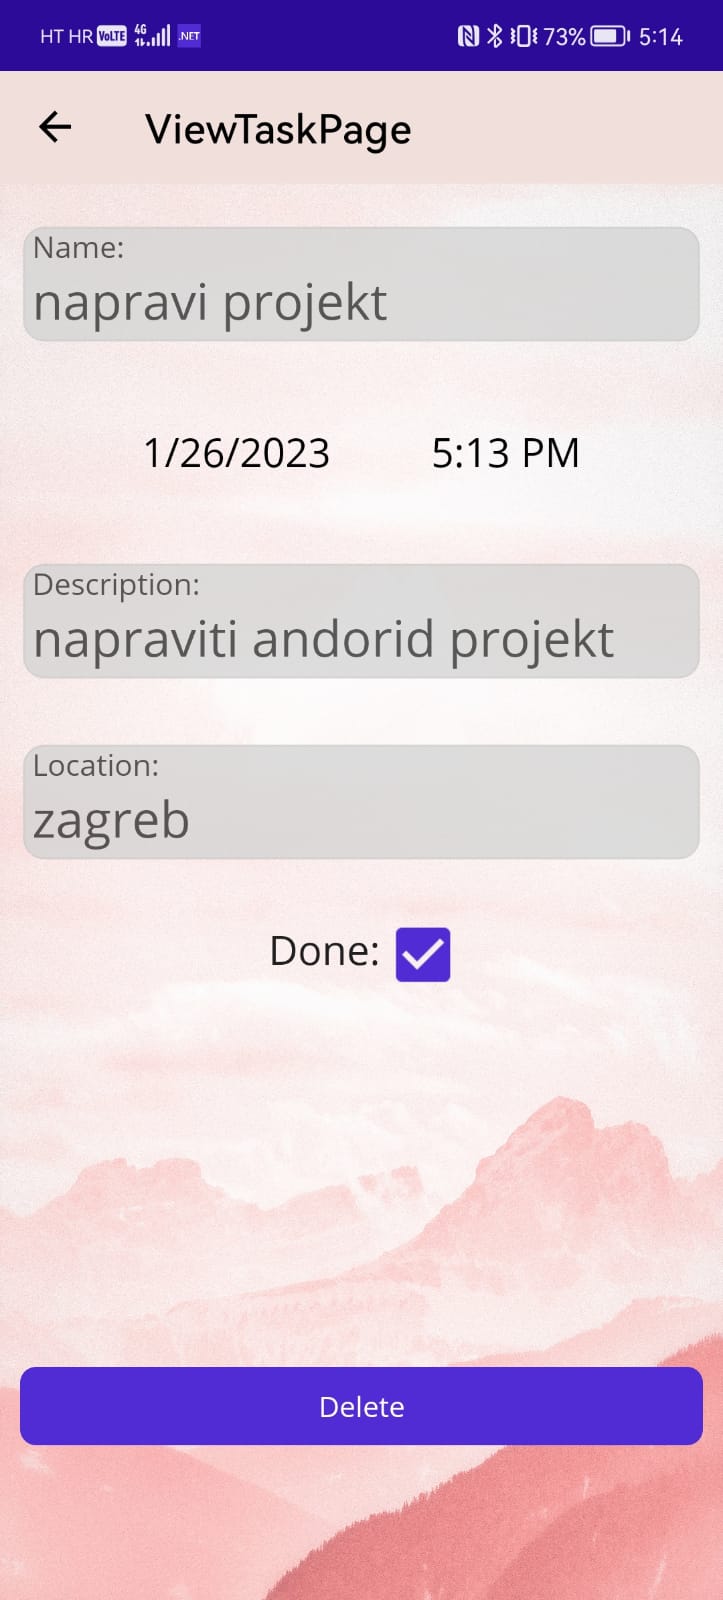 HT HR VoLTE 4G .NET 73% 5:14
ViewTaskPage
Name:
napravi projekt
1/26/2023 5:13 PM
Description:
napraviti andorid projekt
Location:
zagreb
Done:
Delete